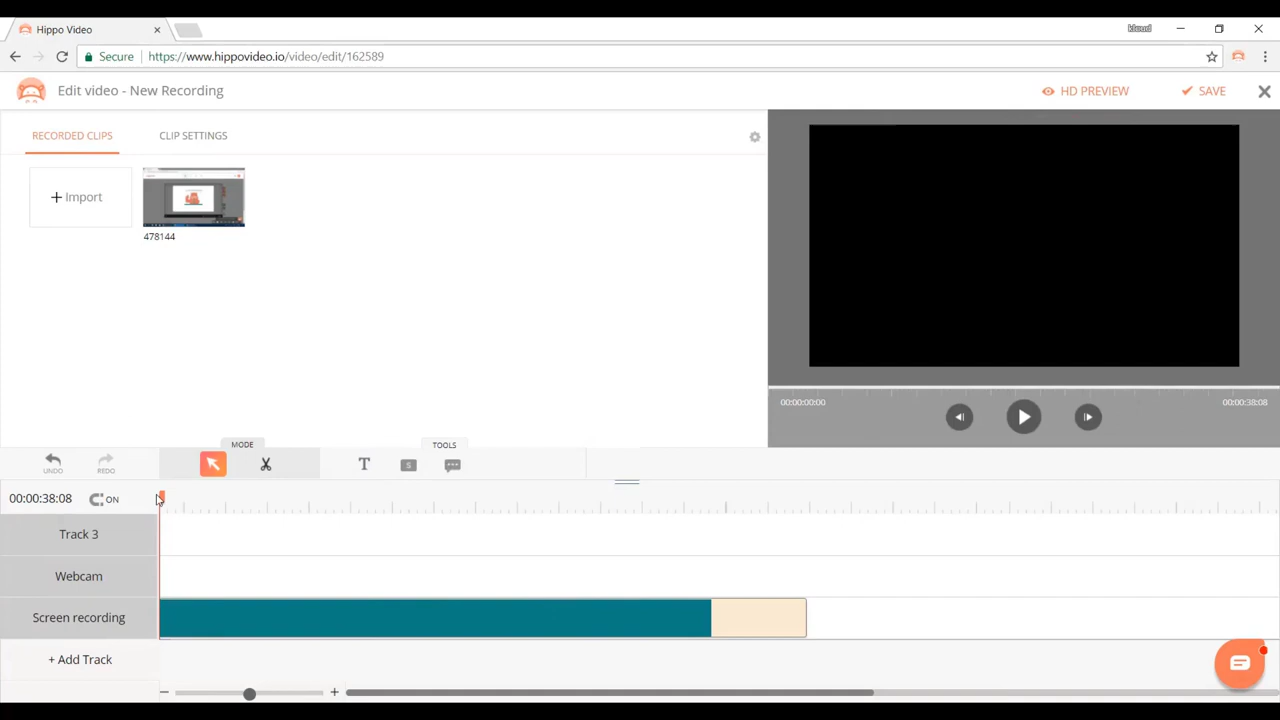 Hippo Video
kloud
Secure https://www.hippovideo.io/video/edit/162589
Edit video - New Recording
HD PREVIEW
SAVE
RECORDED CLIPS
CLIP SETTINGS
+ Import
478144
00:00:00:00
00:00:38:08
MODE
TOOLS
UNDO
REDO
T
S
00:00:38:08
ON
Track 3
Webcam
Screen recording
+ Add Track